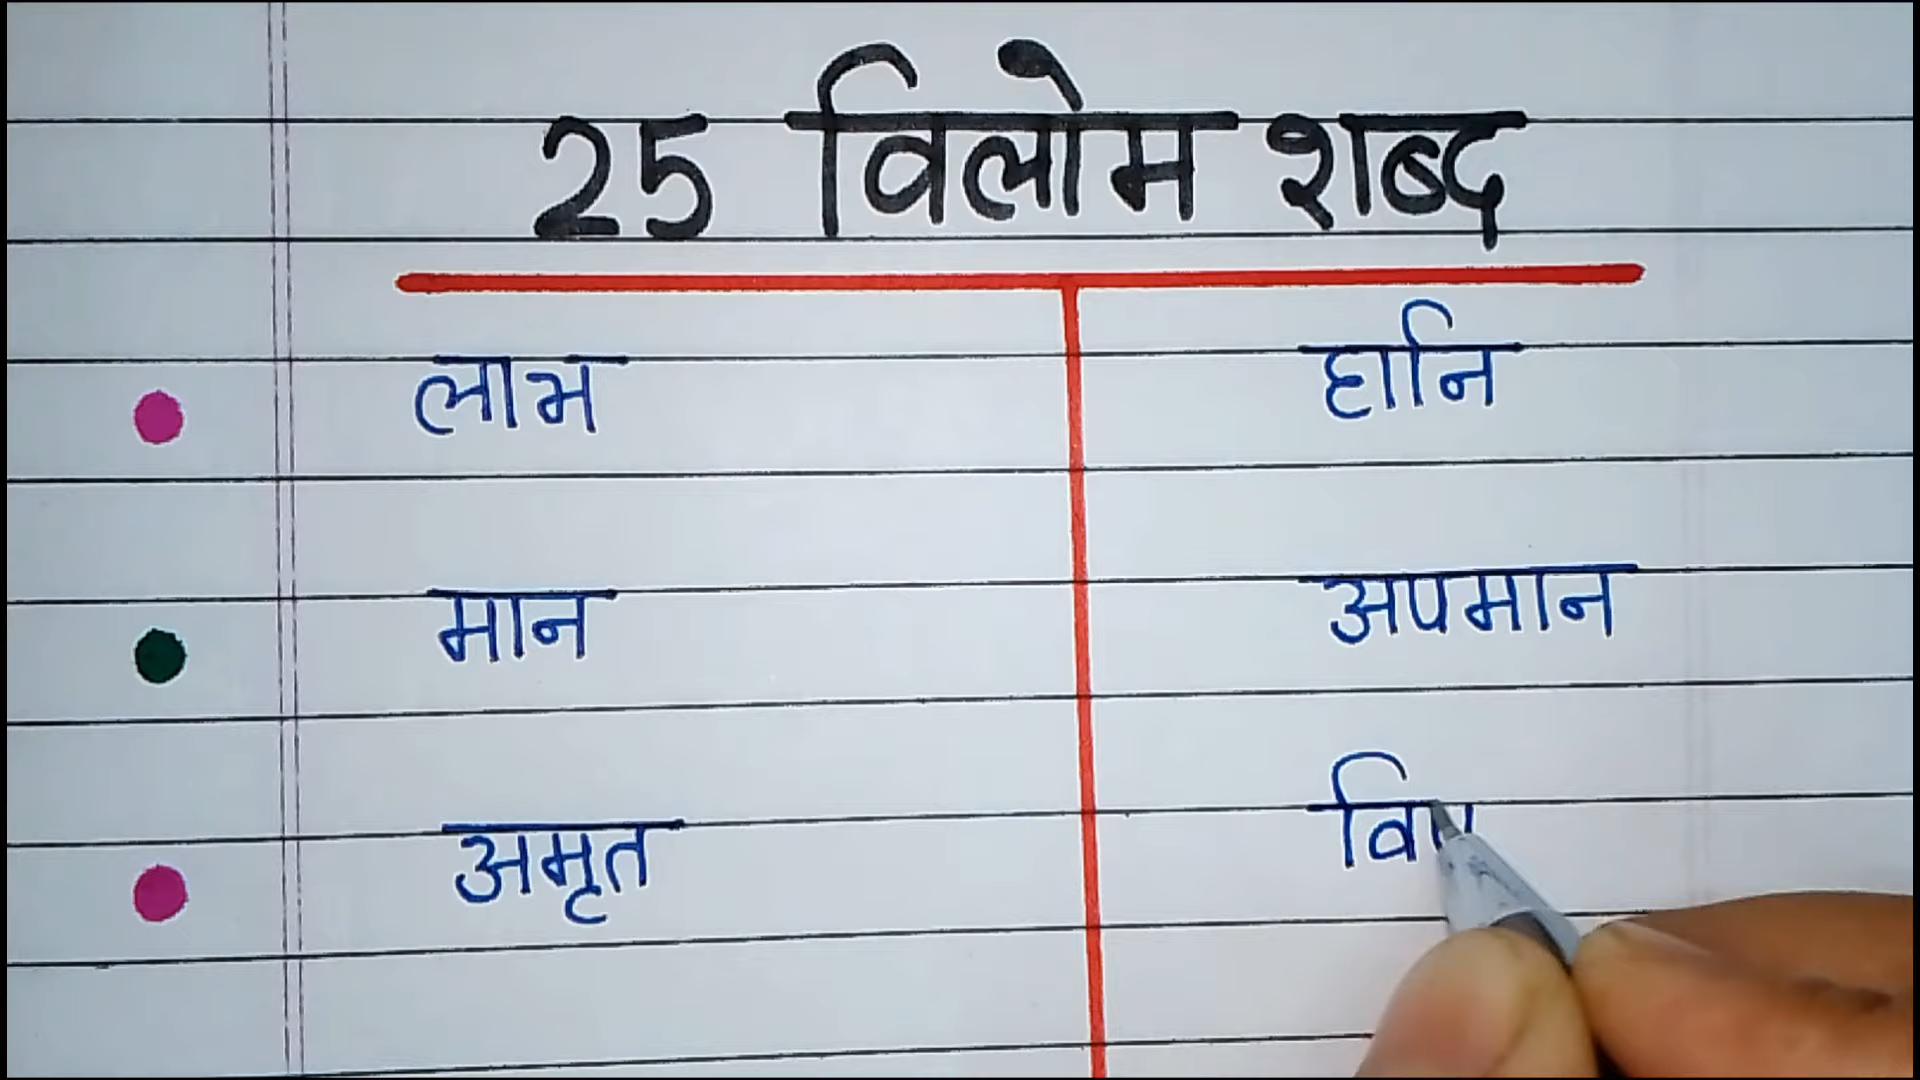 25 विलोम शब्द
लाभ हानि
मान अपमान
अमृत